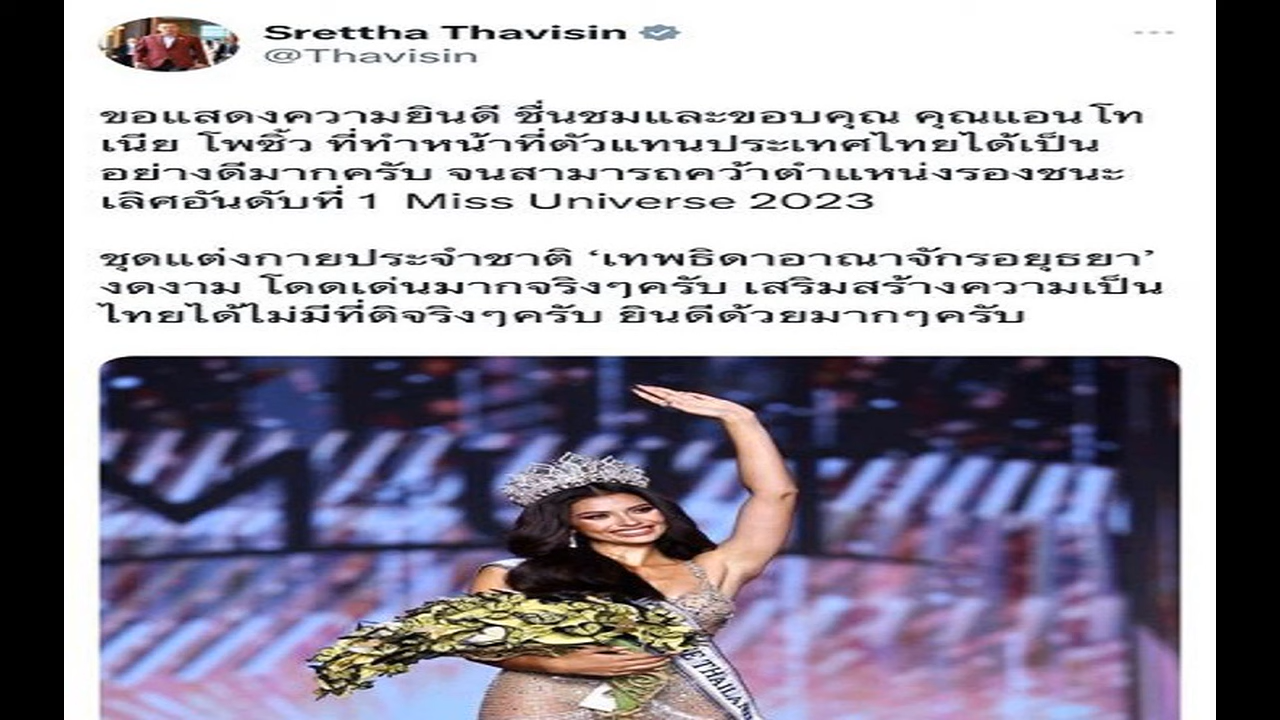 Srettha Thavisin
@Thavisin
ขอแสดงความยินดี ชื่นชมและขอบคุณ คุณแอนโท
เนีย โพซิ้ว ที่ทำหน้าที่ตัวแทนประเทศไทยได้เป็น
อย่างดีมากครับ จนสามารถคว้าตำแหน่งรองชนะ
เลิศอันดับที่ 1 Miss Universe 2023
ชุดแต่งกายประจำชาติ ‘เทพธิดาอาณาจักรอยุธยา’
งดงาม โดดเด่นมากจริงๆครับ เสริมสร้างความเป็น
ไทยได้ไม่มีที่ติจริงๆครับ ยินดีด้วยมากๆครับ
E THAILAND